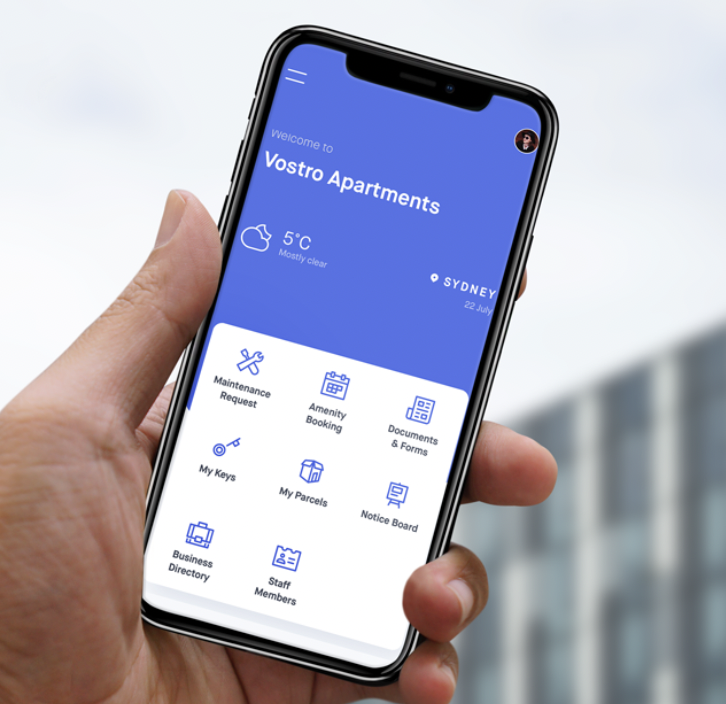 Welcome to
Vostro Apartments
5°C
Mostly clear
SYDNEY
22 July
Maintenance
Request
Amenity
Booking
Documents
& Forms
My Keys
My Parcels
Notice Board
Business
Directory
Staff
Members